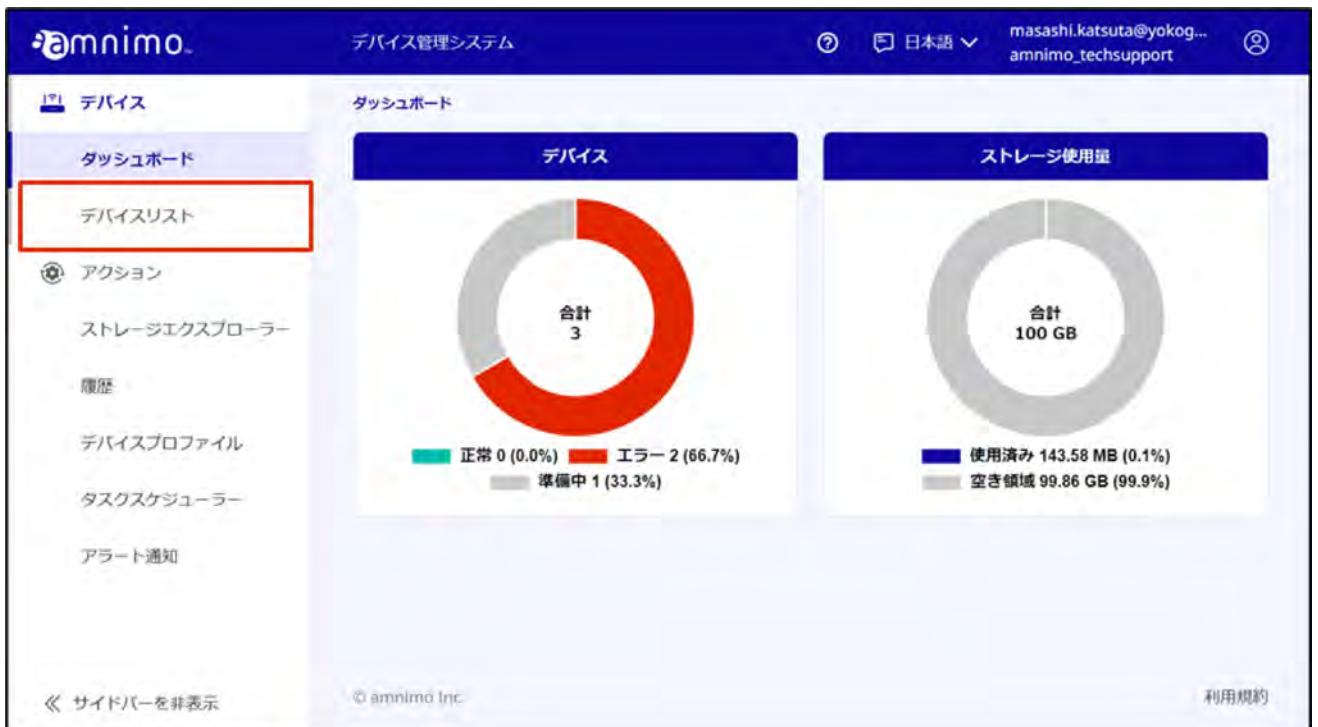 amnimo
デバイス管理システム
日本語
masashi.katsuta@yokog...
amnimo_techsupport
デバイス
ダッシュボード
デバイスリスト
アクション
ストレージエクスプローラー
履歴
デバイスプロファイル
タスクスケジューラー
アラート通知
サイドバーを非表示
ダッシュボード
デバイス
合計
3
正常 0 (0.0%) エラー 2 (66.7%)
準備中 1 (33.3%)
ストレージ使用量
合計
100 GB
使用済み 143.58 MB (0.1%)
空き領域 99.86 GB (99.9%)
© amnimo Inc.
利用規約